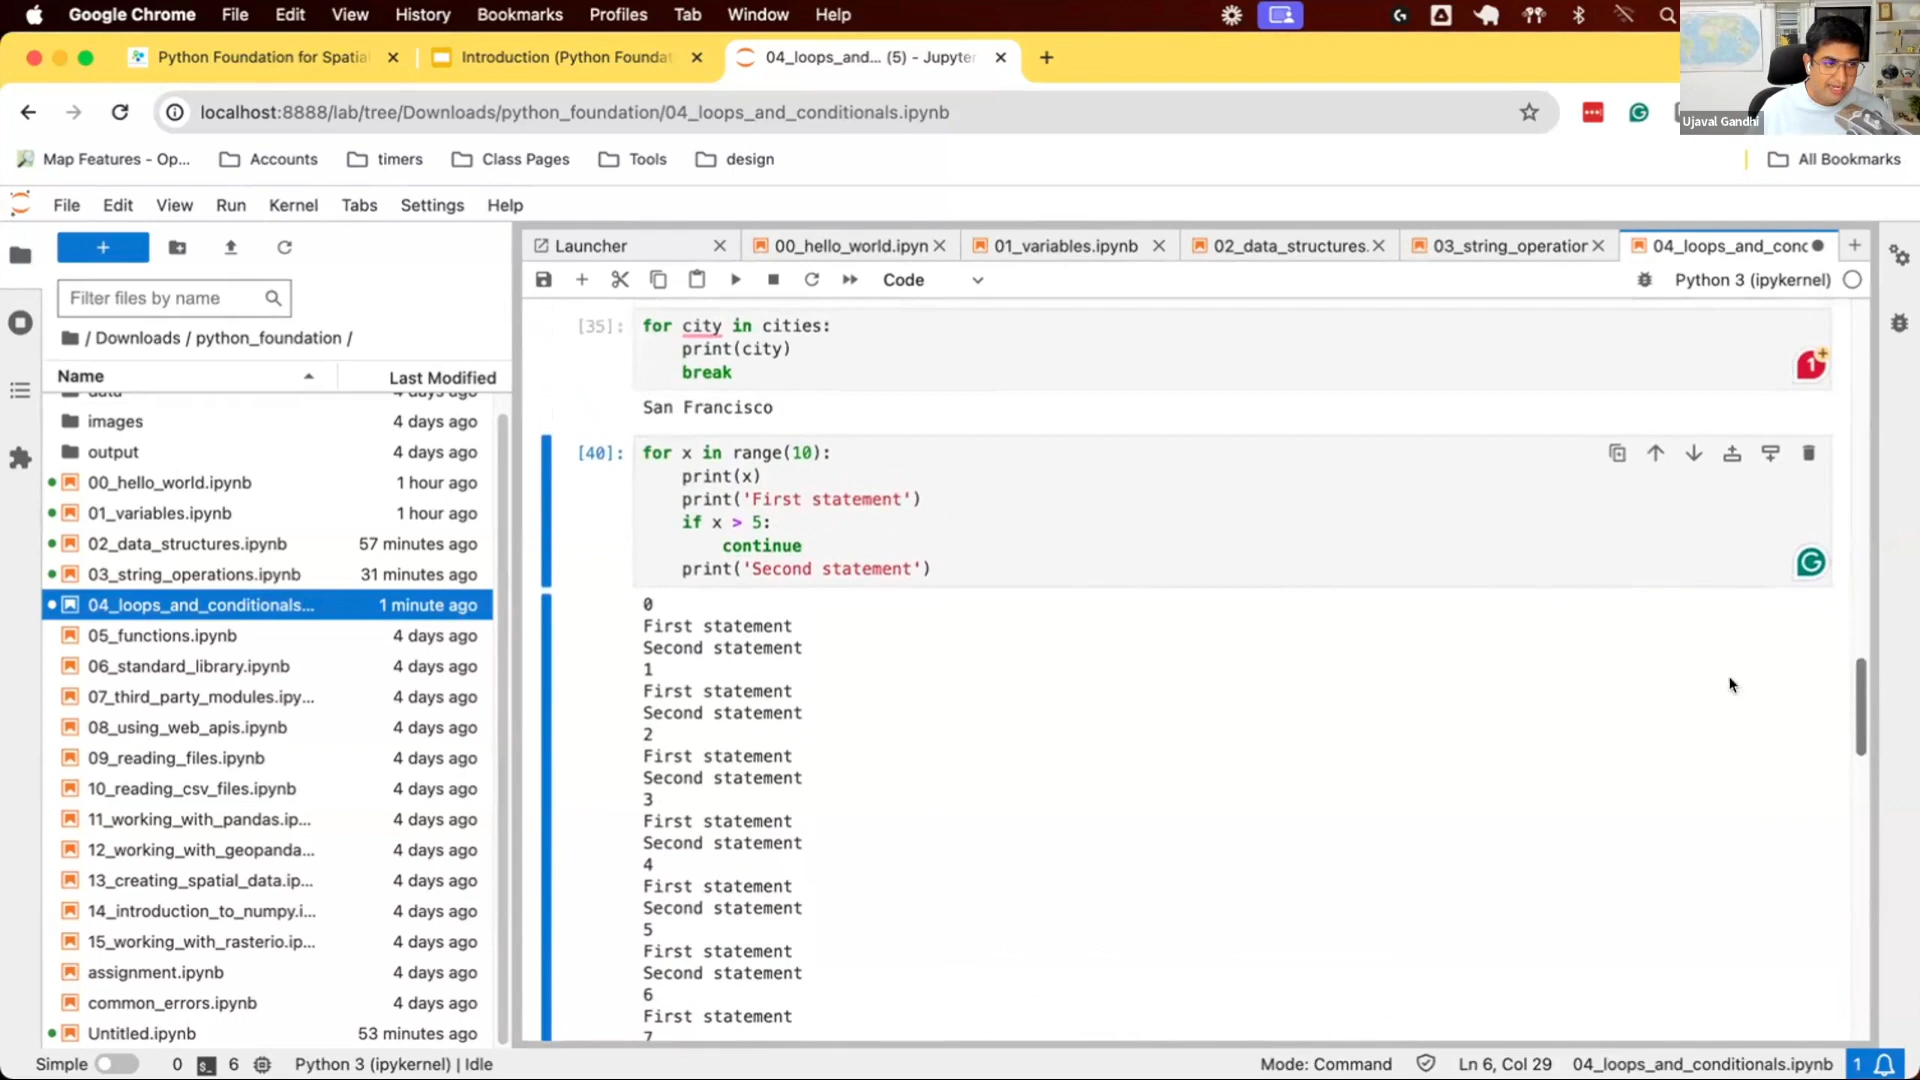 Google Chrome File Edit View History Bookmarks Profiles Tab Window Help
Python Foundation for Spatia
Introduction (Python Foundat
04_loops_and... (5) - Jupyter
localhost:8888/lab/tree/Downloads/python_foundation/04_loops_and_conditionals.ipynb
Ujaval Gandhi
Map Features - Op... Accounts timers Class Pages Tools design All Bookmarks
File Edit View Run Kernel Tabs Settings Help
Launcher 00_hello_world.ipyn 01_variables.ipynb 02_data_structures. 03_string_operation 04_loops_and_conc
Code Python 3 (ipykernel)
Filter files by name
/ Downloads / python_foundation /
Name Last Modified
data 4 days ago
images 4 days ago
output 4 days ago
00_hello_world.ipynb 1 hour ago
01_variables.ipynb 1 hour ago
02_data_structures.ipynb 57 minutes ago
03_string_operations.ipynb 31 minutes ago
04_loops_and_conditionals... 1 minute ago
05_functions.ipynb 4 days ago
06_standard_library.ipynb 4 days ago
07_third_party_modules.ipy... 4 days ago
08_using_web_apis.ipynb 4 days ago
09_reading_files.ipynb 4 days ago
10_reading_csv_files.ipynb 4 days ago
11_working_with_pandas.ip... 4 days ago
12_working_with_geopanda... 4 days ago
13_creating_spatial_data.ip... 4 days ago
14_introduction_to_numpy.i... 4 days ago
15_working_with_rasterio.ip... 4 days ago
assignment.ipynb 4 days ago
common_errors.ipynb 4 days ago
Untitled.ipynb 53 minutes ago
[35]: for city in cities:
print(city)
break
1
San Francisco
[40]: for x in range(10):
print(x)
print('First statement')
if x > 5:
continue
print('Second statement')
0
First statement
Second statement
1
First statement
Second statement
2
First statement
Second statement
3
First statement
Second statement
4
First statement
Second statement
5
First statement
Second statement
6
First statement
7
Simple 0 6 Python 3 (ipykernel) | Idle Mode: Command Ln 6, Col 29 04_loops_and_conditionals.ipynb 1